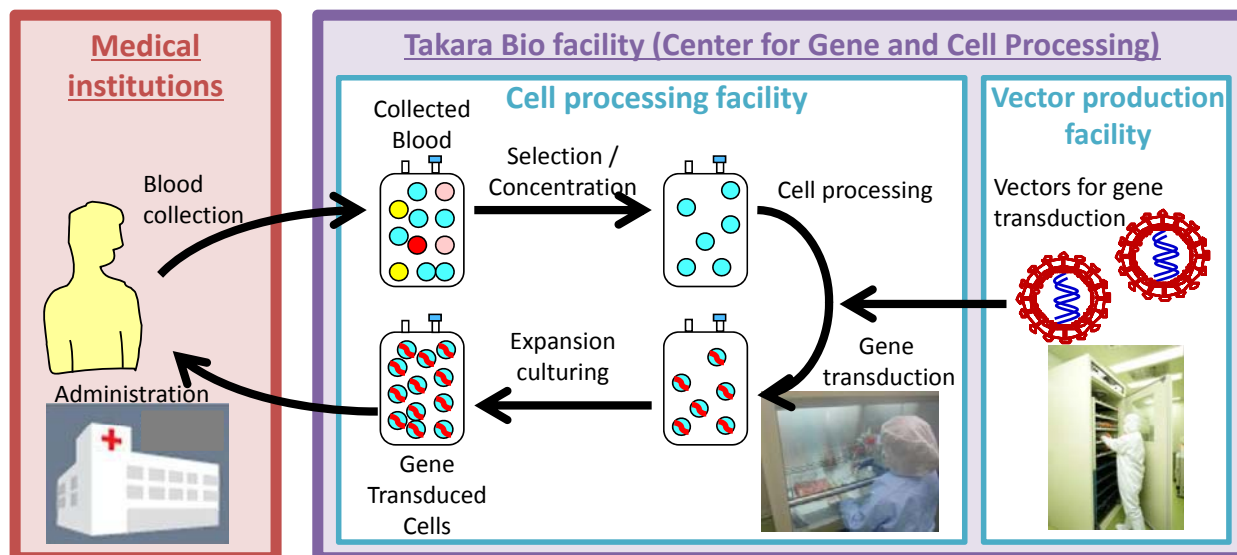 Medical
institutions
Takara Bio facility (Center for Gene and Cell Processing)
Cell processing facility
Vector production
facility
Blood
collection
Administration
Collected
Blood
Selection /
Concentration
Cell processing
Gene
transduction
Expansion
culturing
Gene
Transduced
Cells
Vectors for gene
transduction